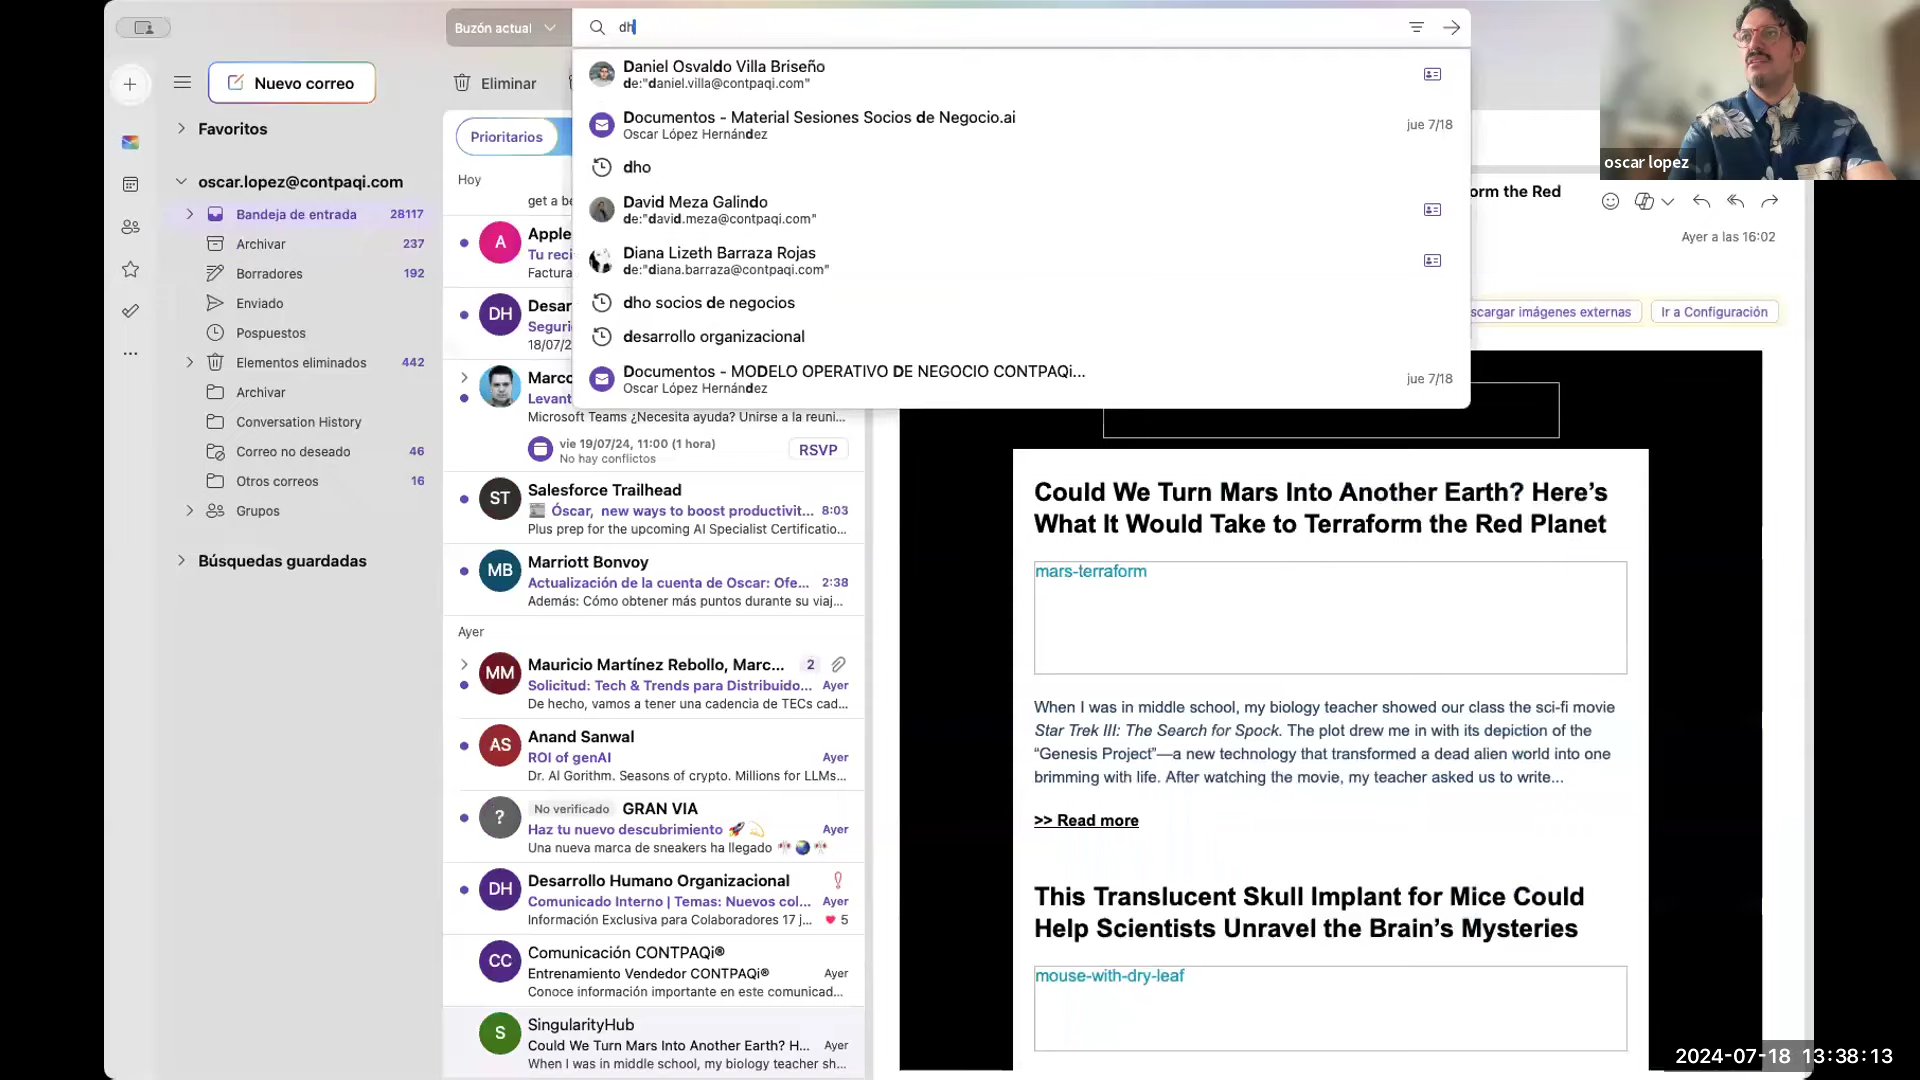 Buzón actual
dh
Nuevo correo
Eliminar
Favoritos
oscar.lopez@contpaqi.com
Bandeja de entrada 28117
Archivar 237
Borradores 192
Enviado
Pospuestos
Elementos eliminados 442
Archivar
Conversation History
Correo no deseado 46
Otros correos 16
Grupos
Búsquedas guardadas
Daniel Osvaldo Villa Briseño
de:"daniel.villa@contpaqi.com"
Documentos - Material Sesiones Socios de Negocio.ai
Oscar López Hernández
jue 7/18
dho
David Meza Galindo
de:"david.meza@contpaqi.com"
Diana Lizeth Barraza Rojas
de:"diana.barraza@contpaqi.com"
dho socios de negocios
desarrollo organizacional
Documentos - MODELO OPERATIVO DE NEGOCIO CONTPAQi...
Oscar López Hernández
jue 7/18
Prioritarios
Hoy
get a be
A
Apple
Tu reci
Factura
DH
Desar
Seguri
18/07/2
Marco
Levant
Microsoft Teams ¿Necesita ayuda? Unirse a la reuni...
vie 19/07/24, 11:00 (1 hora)
No hay conflictos
RSVP
ST
Salesforce Trailhead
Óscar, new ways to boost productivit... 8:03
Plus prep for the upcoming AI Specialist Certificatio...
MB
Marriott Bonvoy
Actualización de la cuenta de Oscar: Ofe... 2:38
Además: Cómo obtener más puntos durante su viaj...
Ayer
MM
Mauricio Martínez Rebollo, Marc... 2
Solicitud: Tech & Trends para Distribuido... Ayer
De hecho, vamos a tener una cadencia de TECs cad...
AS
Anand Sanwal
ROI of genAI Ayer
Dr. AI Gorithm. Seasons of crypto. Millions for LLMs...
?
No verificado GRAN VIA
Haz tu nuevo descubrimiento 🚀💫 Ayer
Una nueva marca de sneakers ha llegado
DH
Desarrollo Humano Organizacional
Comunicado Interno | Temas: Nuevos col... Ayer
Información Exclusiva para Colaboradores 17 j... 5
CC
Comunicación CONTPAQi®
Entrenamiento Vendedor CONTPAQi® Ayer
Conoce información importante en este comunicad...
S
SingularityHub
Could We Turn Mars Into Another Earth? H... Ayer
When I was in middle school, my biology teacher sh...
oscar lopez
orm the Red
Ayer a las 16:02
scargar imágenes externas
Ir a Configuración
Could We Turn Mars Into Another Earth? Here's
What It Would Take to Terraform the Red Planet
mars-terraform
When I was in middle school, my biology teacher showed our class the sci-fi movie
Star Trek III: The Search for Spock. The plot drew me in with its depiction of the
“Genesis Project”—a new technology that transformed a dead alien world into one
brimming with life. After watching the movie, my teacher asked us to write...
>> Read more
This Translucent Skull Implant for Mice Could
Help Scientists Unravel the Brain’s Mysteries
mouse-with-dry-leaf
2024-07-18 13:38:13